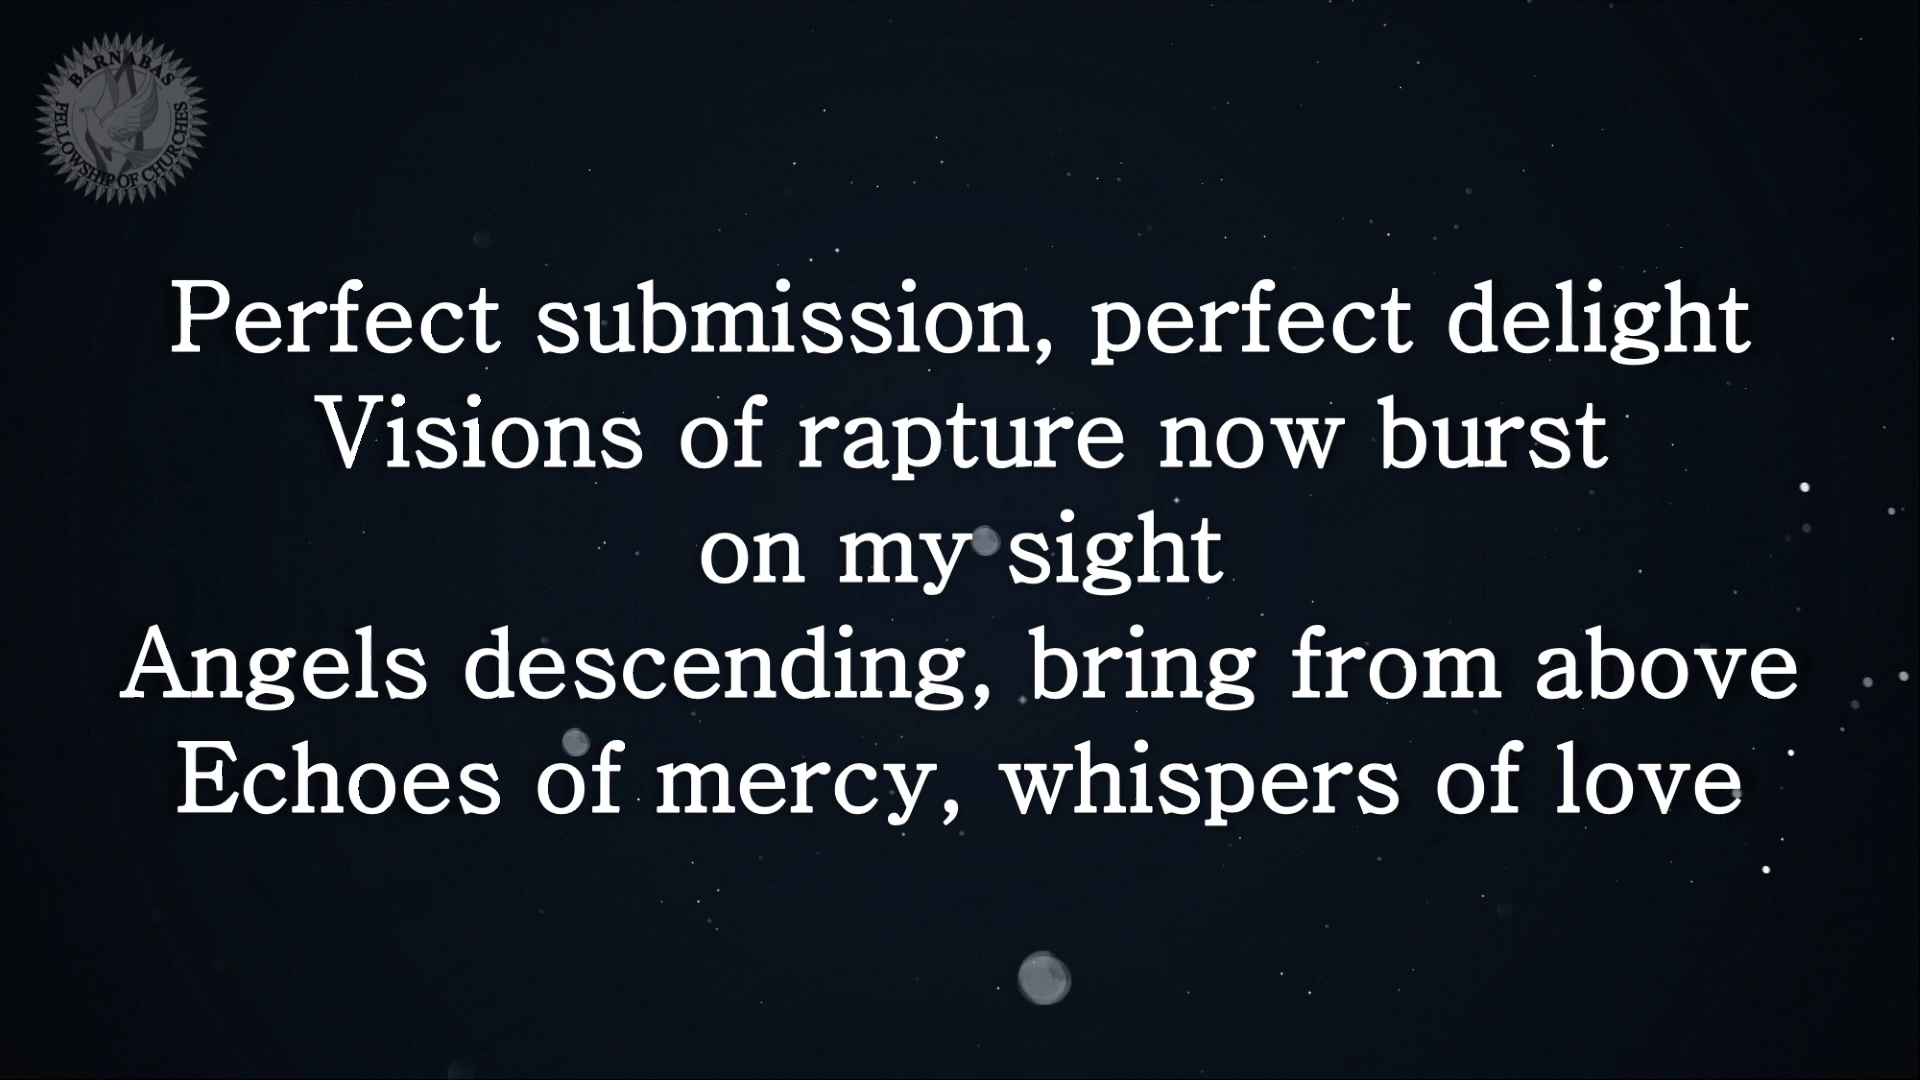 BARNABAS
FELLOWSHIP OF CHURCHES
Perfect submission, perfect delight
Visions of rapture now burst
on my sight
Angels descending, bring from above
Echoes of mercy, whispers of love